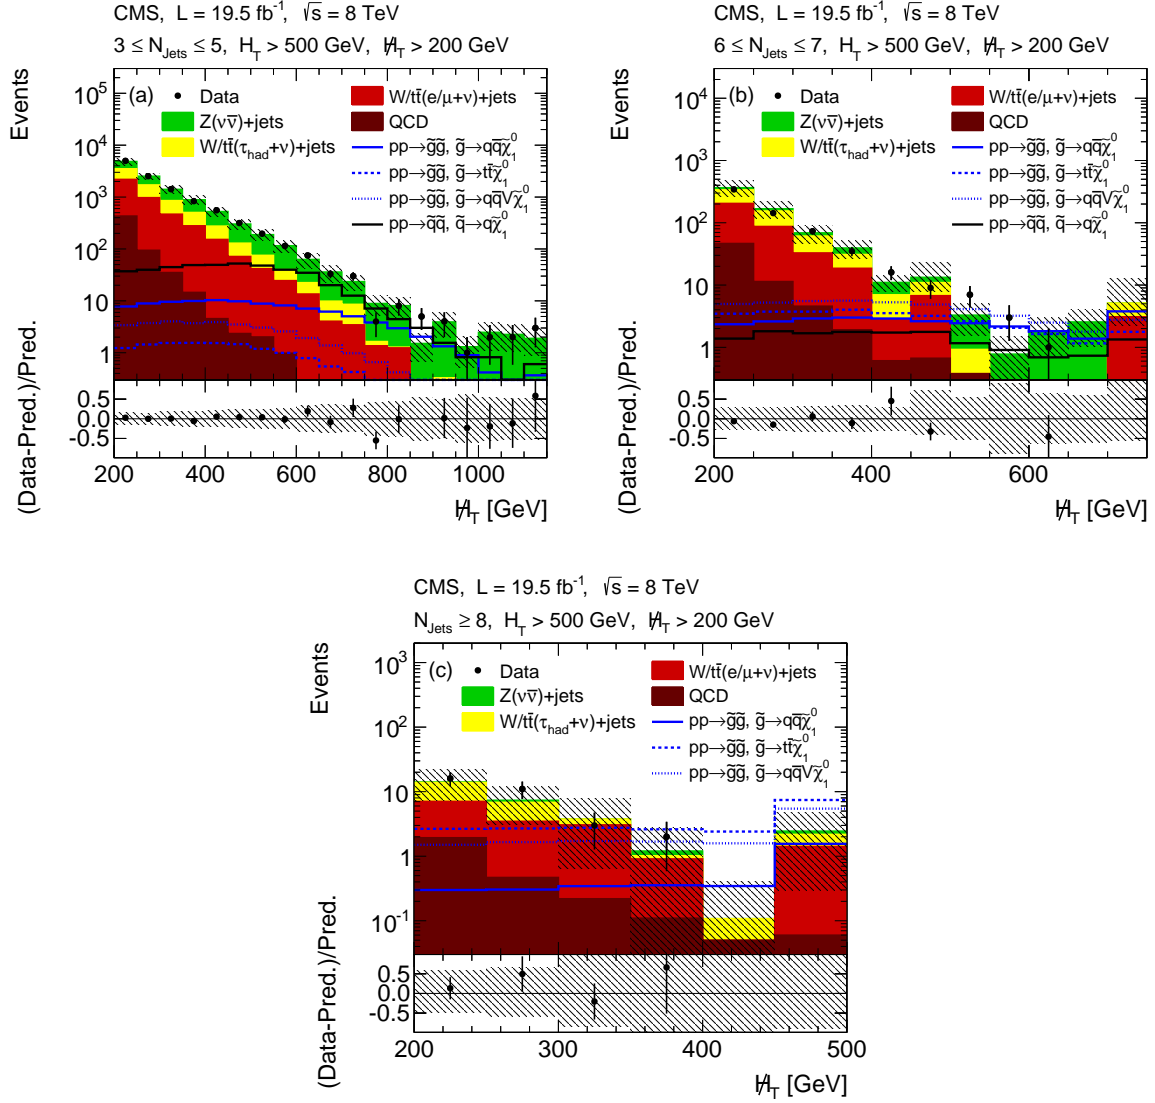 CMS, L = 19.5 fb⁻¹, √s = 8 TeV
3 ≤ N_Jets ≤ 5, H_T > 500 GeV, H̸_T > 200 GeV
Events
(a)
Data
Z(νν̅)+jets
W/tt̅(τ_had+ν)+jets
W/tt̅(e/μ+ν)+jets
QCD
pp→g̃g̃, g̃→qq̅χ̃⁰₁
pp→g̃g̃, g̃→tt̅χ̃⁰₁
pp→g̃g̃, g̃→qq̅Vχ̃⁰₁
pp→q̃q̃, q̃→qχ̃⁰₁
10⁵
10⁴
10³
10²
10
1
(Data-Pred.)/Pred.
0.5
0.0
-0.5
200 400 600 800 1000
H̸_T [GeV]
CMS, L = 19.5 fb⁻¹, √s = 8 TeV
6 ≤ N_Jets ≤ 7, H_T > 500 GeV, H̸_T > 200 GeV
Events
(b)
Data
Z(νν̅)+jets
W/tt̅(τ_had+ν)+jets
W/tt̅(e/μ+ν)+jets
QCD
pp→g̃g̃, g̃→qq̅χ̃⁰₁
pp→g̃g̃, g̃→tt̅χ̃⁰₁
pp→g̃g̃, g̃→qq̅Vχ̃⁰₁
pp→q̃q̃, q̃→qχ̃⁰₁
10⁴
10³
10²
10
1
(Data-Pred.)/Pred.
0.5
0.0
-0.5
200 400 600
H̸_T [GeV]
CMS, L = 19.5 fb⁻¹, √s = 8 TeV
N_Jets ≥ 8, H_T > 500 GeV, H̸_T > 200 GeV
Events
(c)
Data
Z(νν̅)+jets
W/tt̅(τ_had+ν)+jets
W/tt̅(e/μ+ν)+jets
QCD
pp→g̃g̃, g̃→qq̅χ̃⁰₁
pp→g̃g̃, g̃→tt̅χ̃⁰₁
pp→g̃g̃, g̃→qq̅Vχ̃⁰₁
10³
10²
10
1
10⁻¹
(Data-Pred.)/Pred.
0.5
0.0
-0.5
200 300 400 500
H̸_T [GeV]